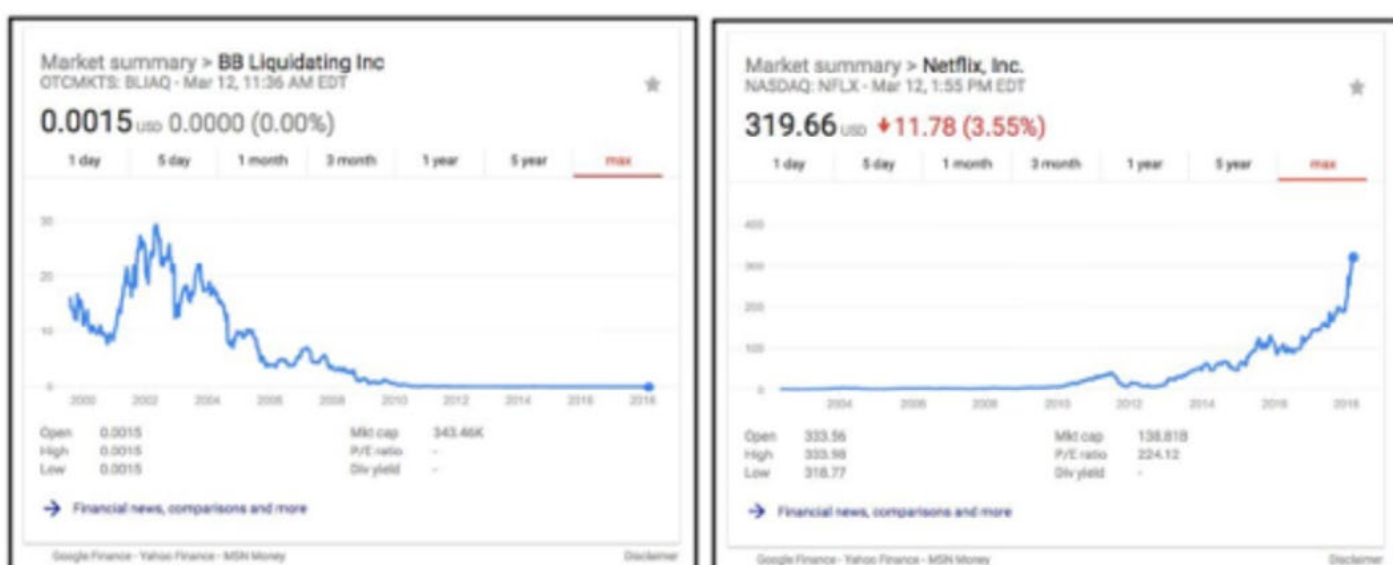 Market summary > BB Liquidating Inc
OTCMKTS: BLIAQ - Mar 12, 11:36 AM EDT
0.0015 USD 0.0000 (0.00%)
1 day 5 day 1 month 3 month 1 year 5 year max
30
20
10
0
2000 2002 2004 2006 2008 2010 2012 2014 2016 2018
Open 0.0015 Mkt cap 343.46K
High 0.0015 P/E ratio -
Low 0.0015 Div yield -
→ Financial news, comparisons and more
Google Finance - Yahoo Finance - MSN Money Disclaimer
Market summary > Netflix, Inc.
NASDAQ: NFLX - Mar 12, 1:55 PM EDT
319.66 USD ↓11.78 (3.55%)
1 day 5 day 1 month 3 month 1 year 5 year max
400
300
200
100
0
2004 2006 2008 2010 2012 2014 2016 2018
Open 333.56 Mkt cap 138.81B
High 333.98 P/E ratio 224.12
Low 318.77 Div yield -
→ Financial news, comparisons and more
Google Finance - Yahoo Finance - MSN Money Disclaimer